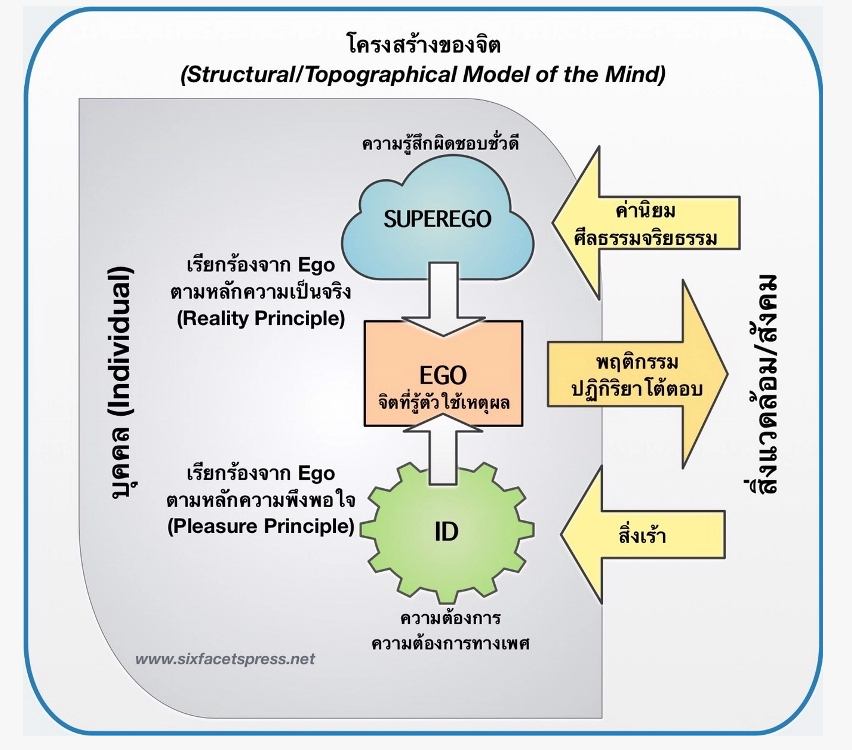 โครงสร้างของจิต
(Structural/Topographical Model of the Mind)
ความรู้สึกผิดชอบชั่วดี
SUPEREGO
ค่านิยม
ศีลธรรมจริยธรรม
เรียกร้องจาก Ego
ตามหลักความเป็นจริง
(Reality Principle)
บุคคล (Individual)
EGO
จิตที่รู้ตัวใช้เหตุผล
พฤติกรรม
ปฏิกิริยาโต้ตอบ
สิ่งแวดล้อม/สังคม
เรียกร้องจาก Ego
ตามหลักความพึงพอใจ
(Pleasure Principle)
ID
สิ่งเร้า
ความต้องการ
ความต้องการทางเพศ
www.sixfacetspress.net